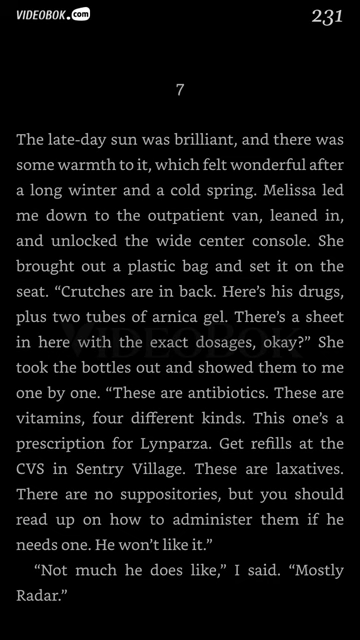 VIDEOBOK.com
231
7
The late-day sun was brilliant, and there was
some warmth to it, which felt wonderful after
a long winter and a cold spring. Melissa led
me down to the outpatient van, leaned in,
and unlocked the wide center console. She
brought out a plastic bag and set it on the
seat. “Crutches are in back. Here’s his drugs,
plus two tubes of arnica gel. There’s a sheet
in here with the exact dosages, okay?” She
took the bottles out and showed them to me
one by one. “These are antibiotics. These are
vitamins, four different kinds. This one’s a
prescription for Lynparza. Get refills at the
CVS in Sentry Village. These are laxatives.
There are no suppositories, but you should
read up on how to administer them if he
needs one. He won’t like it.”
“Not much he does like,” I said. “Mostly
Radar.”
VIDEOBOK